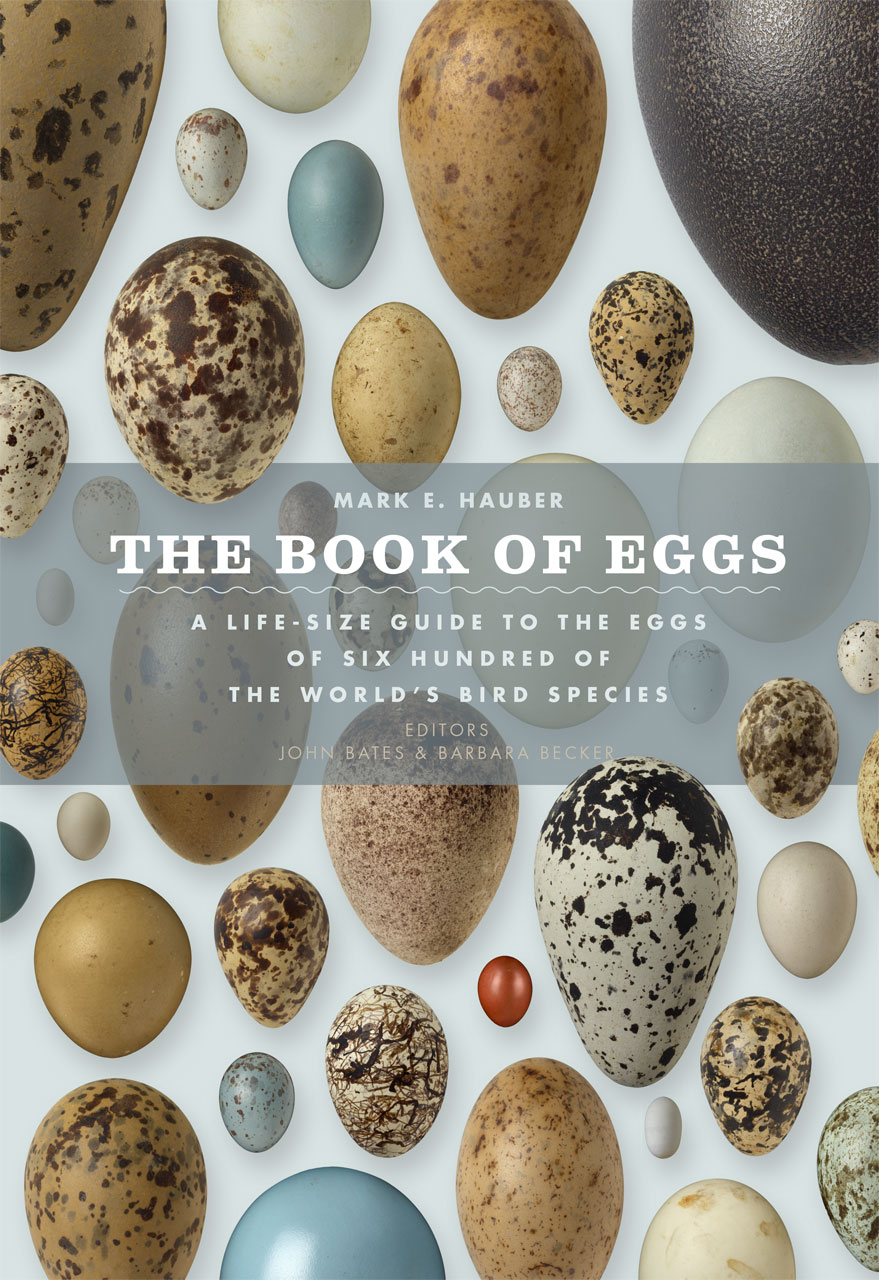 MARK E. HAUBER
THE BOOK OF EGGS
A LIFE-SIZE GUIDE TO THE EGGS
OF SIX HUNDRED OF
THE WORLD'S BIRD SPECIES
EDITORS
JOHN BATES & BARBARA BECKER